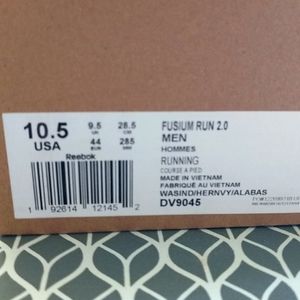 10.5
USA
9.5
UK
28.5
CM
44
EUR
285
MM
Reebok
1 92614 12145 2
FUSIUM RUN 2.0
MEN
HOMMES
RUNNING
COURSE A PIED
MADE IN VIETNAM
FABRIQUÉ AU VIETNAM
WASIND/HERNVY/ALABAS
DV9045